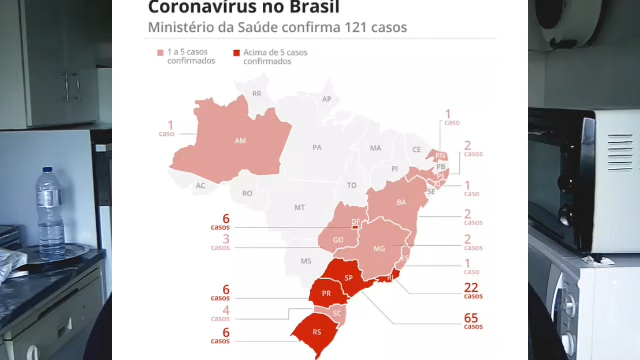 Coronavírus no Brasil
Ministério da Saúde confirma 121 casos
1 a 5 casos
confirmados
Acima de 5 casos
confirmados
RR
AP
1
caso
AM
PA
MA
CE
RN
1
caso
PB
PE
2
casos
PI
AC
RO
TO
SE
1
caso
MT
BA
6
casos
DF
2
casos
3
casos
GO
MG
2
casos
MS
1
caso
SP
RJ
22
casos
6
casos
PR
4
casos
SC
65
casos
6
casos
RS